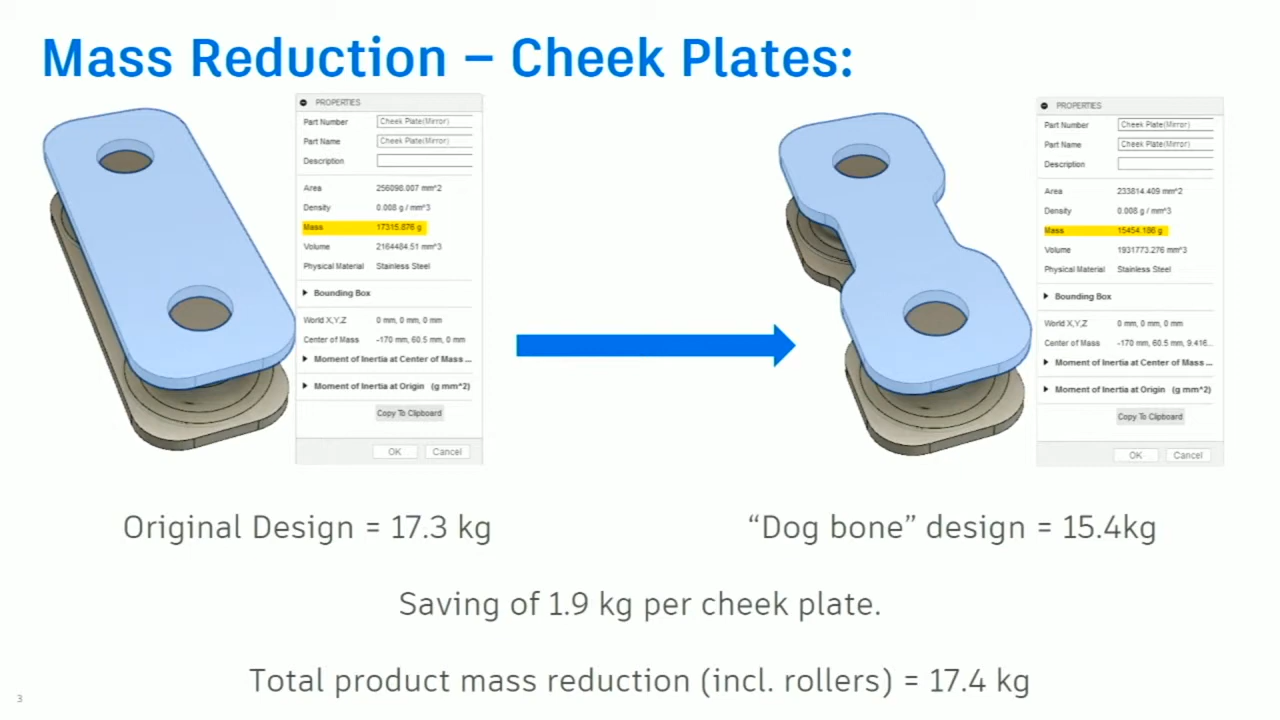 Mass Reduction – Cheek Plates:
PROPERTIES
Part Number Cheek Plate(Mirror)
Part Name Cheek Plate(Mirror)
Description
Area 256098.007 mm^2
Density 0.008 g / mm^3
Mass 17315.876 g
Volume 2164484.51 mm^3
Physical Material Stainless Steel
Bounding Box
World X,Y,Z 0 mm, 0 mm, 0 mm
Center of Mass -170 mm, 60.5 mm, 0 mm
Moment of Inertia at Center of Mass ...
Moment of Inertia at Origin (g mm^2)
Copy To Clipboard
OK Cancel
PROPERTIES
Part Number Cheek Plate(Mirror)
Part Name Cheek Plate(Mirror)
Description
Area 233814.409 mm^2
Density 0.008 g / mm^3
Mass 15454.186 g
Volume 1931773.276 mm^3
Physical Material Stainless Steel
Bounding Box
World X,Y,Z 0 mm, 0 mm, 0 mm
Center of Mass -170 mm, 60.5 mm, 9.416...
Moment of Inertia at Center of Mass ...
Moment of Inertia at Origin (g mm^2)
Copy To Clipboard
OK Cancel
Original Design = 17.3 kg
“Dog bone” design = 15.4kg
Saving of 1.9 kg per cheek plate.
Total product mass reduction (incl. rollers) = 17.4 kg
3